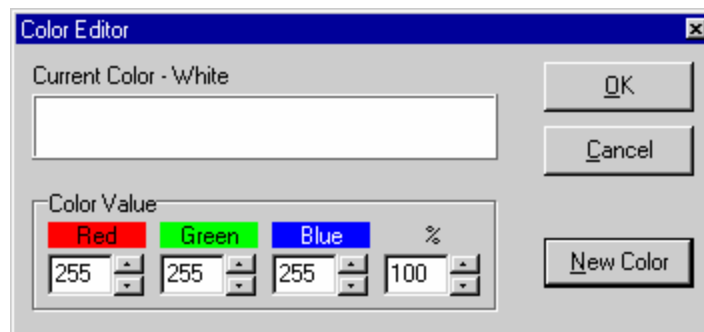 Color Editor
Current Color - White
OK
Cancel
Color Value
Red Green Blue %
255 255 255 100
New Color